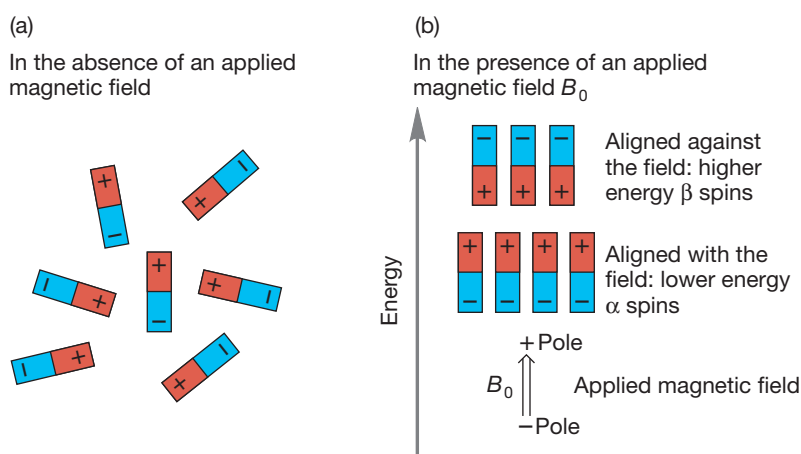 (a)
In the absence of an applied
magnetic field
+
−
+
−
+
−
−
+
+
−
−
+
+
−
(b)
In the presence of an applied
magnetic field B₀
Energy
− − −
+ + +
Aligned against
the field: higher
energy β spins
+ + + +
− − − −
Aligned with the
field: lower energy
α spins
+ Pole
B₀
Applied magnetic field
− Pole